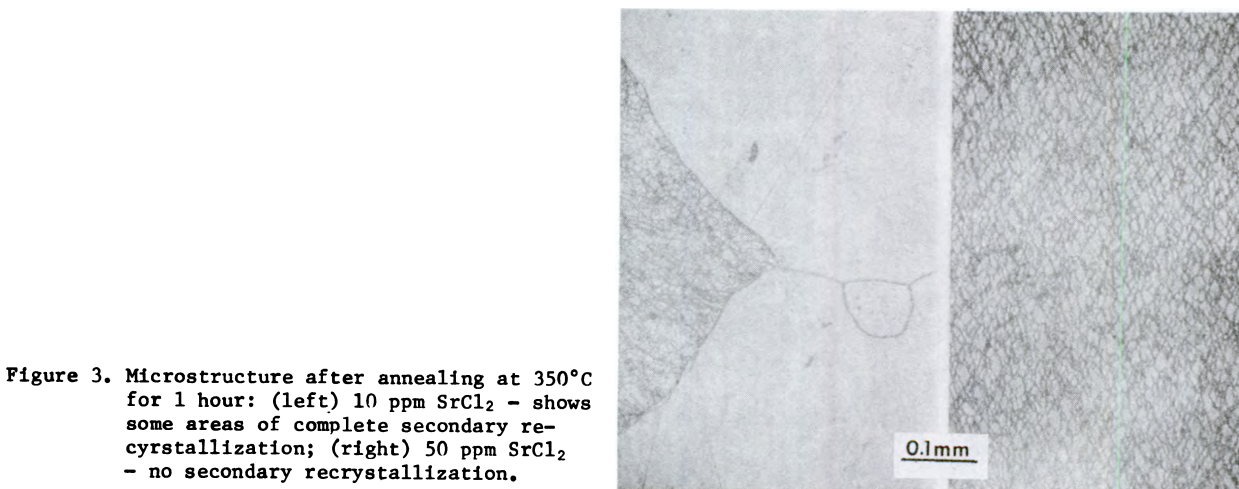 Figure 3. Microstructure after annealing at 350°C
for 1 hour: (left) 10 ppm SrCl₂ - shows
some areas of complete secondary re-
cyrstallization; (right) 50 ppm SrCl₂
- no secondary recrystallization.
0.1mm